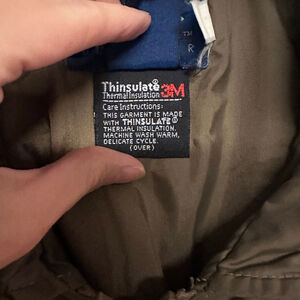 TM
R
Thinsulate® 3M
Thermal Insulation
Care Instructions:
THIS GARMENT IS MADE
WITH THINSULATE®
THERMAL INSULATION.
MACHINE WASH WARM,
DELICATE CYCLE.
(OVER)